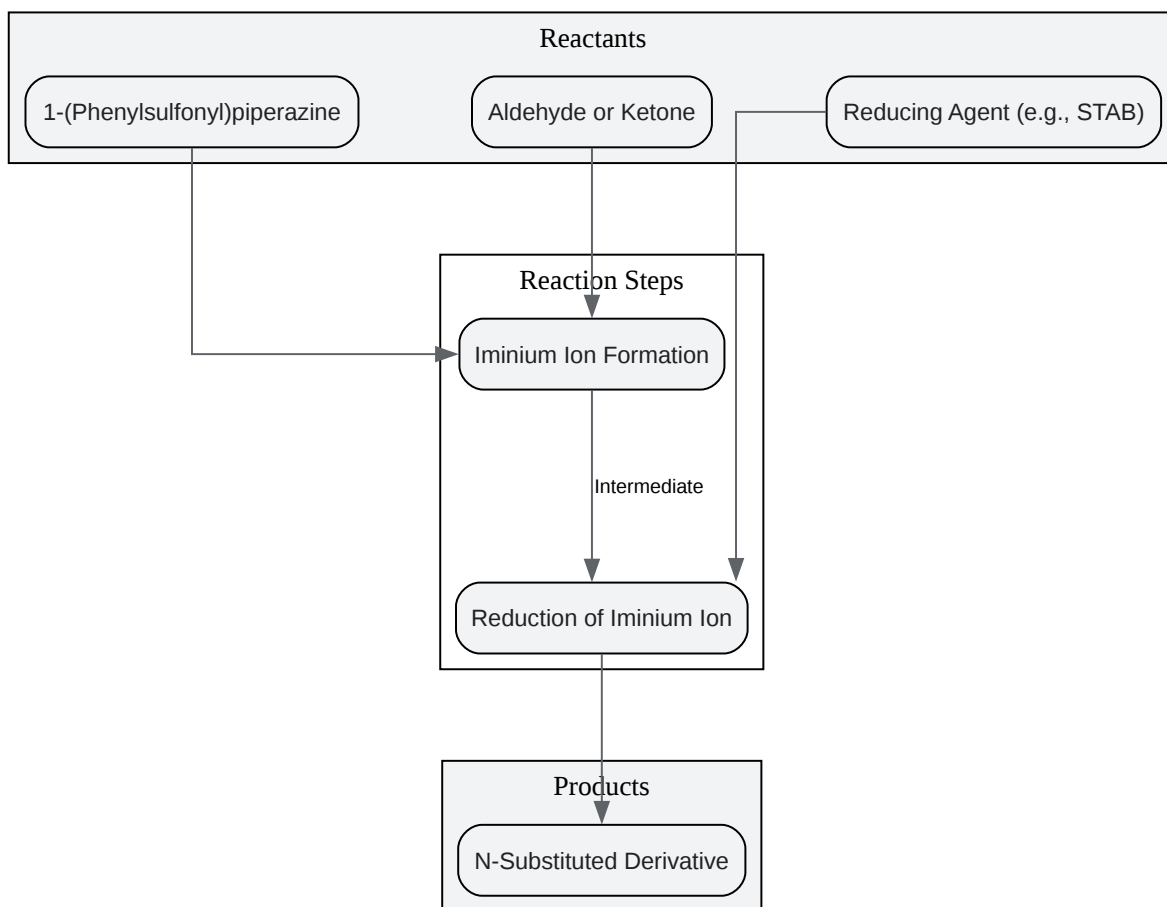 Reactants
1-(Phenylsulfonyl)piperazine
Aldehyde or Ketone
Reducing Agent (e.g., STAB)
Reaction Steps
Iminium Ion Formation
Intermediate
Reduction of Iminium Ion
Products
N-Substituted Derivative